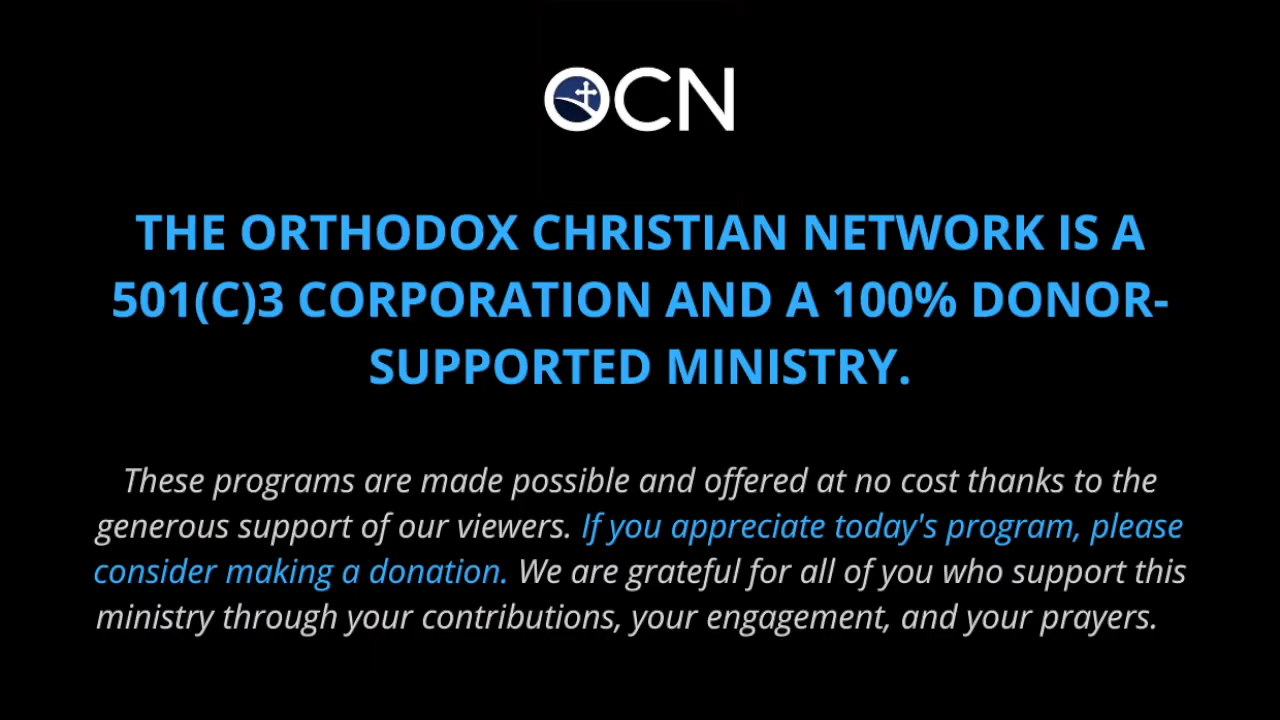 OCN
THE ORTHODOX CHRISTIAN NETWORK IS A
501(C)3 CORPORATION AND A 100% DONOR-
SUPPORTED MINISTRY.
These programs are made possible and offered at no cost thanks to the
generous support of our viewers. If you appreciate today's program, please
consider making a donation. We are grateful for all of you who support this
ministry through your contributions, your engagement, and your prayers.